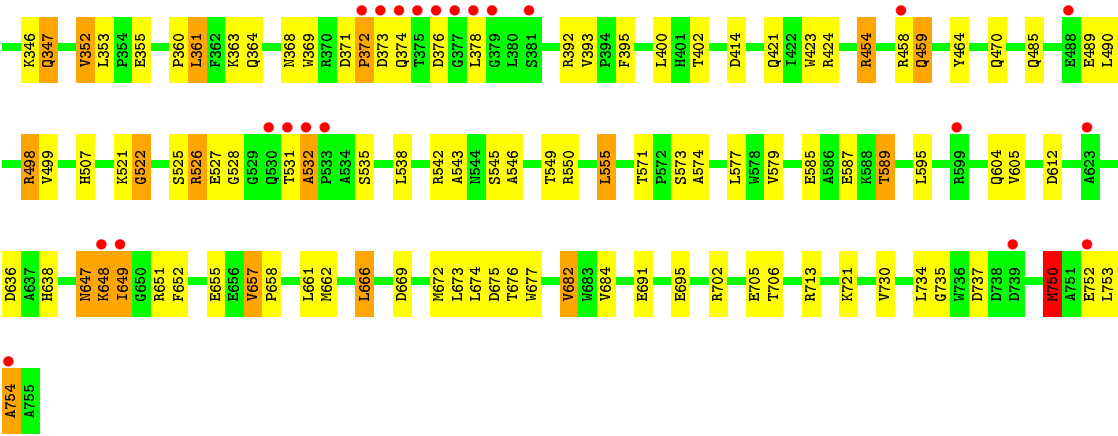 K346 Q347 V352 L353 P354 E355 P360 L361 F362 K363 Q364 N368 W369 R370 D371 P372 D373 Q374 T375 D376 G377 L378 G379 L380 S381 R392 V393 P394 F395 L400 H401 T402 D414 Q421 I422 W423 R424 R454 R458 Q459 Y464 Q470 Q485 E488 E489 L490
R498 V499 H507 K521 G522 S525 R526 E527 G528 G529 Q530 T531 A532 P533 A534 S535 L538 R542 A543 N544 S545 A546 T549 R550 L555 T571 P572 S573 A574 L577 W578 V579 E585 A586 E587 K588 T589 L595 R599 Q604 V605 D612 A623
D636 A637 H638 N647 K648 I649 G650 R651 F652 E655 E656 V657 P658 L661 M662 L666 D669 M672 L673 L674 D675 T676 W677 V682 W683 V684 E691 E695 R702 E705 T706 R713 K721 V730 L734 G735 W736 D737 D738 D739 M750 A751 E752 L753
A754 A755